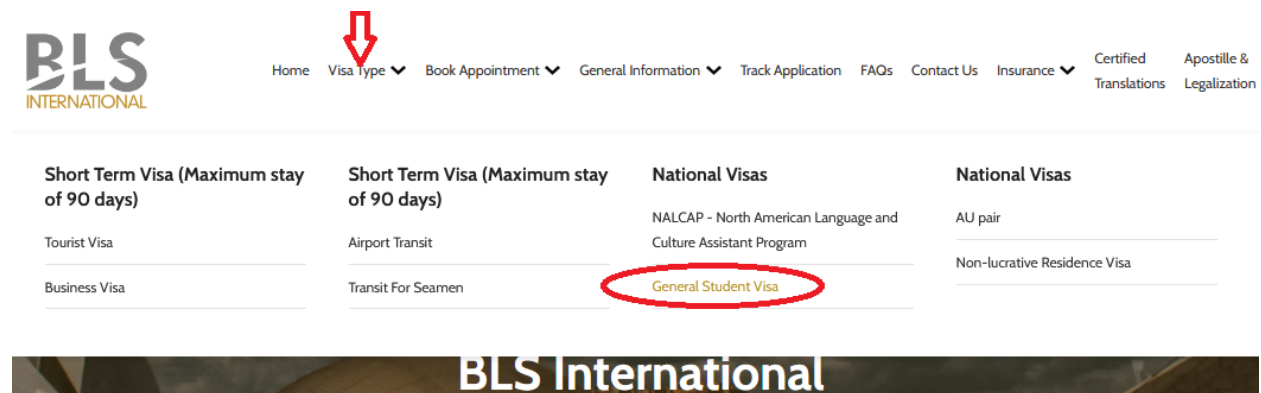 BLS
INTERNATIONAL
Home Visa Type Book Appointment General Information Track Application FAQs Contact Us Insurance Certified Translations Apostille & Legalization
Short Term Visa (Maximum stay
of 90 days)
Tourist Visa
Business Visa
Short Term Visa (Maximum stay
of 90 days)
Airport Transit
Transit For Seamen
National Visas
NALCAP - North American Language and
Culture Assistant Program
General Student Visa
National Visas
AU pair
Non-lucrative Residence Visa
BLS International